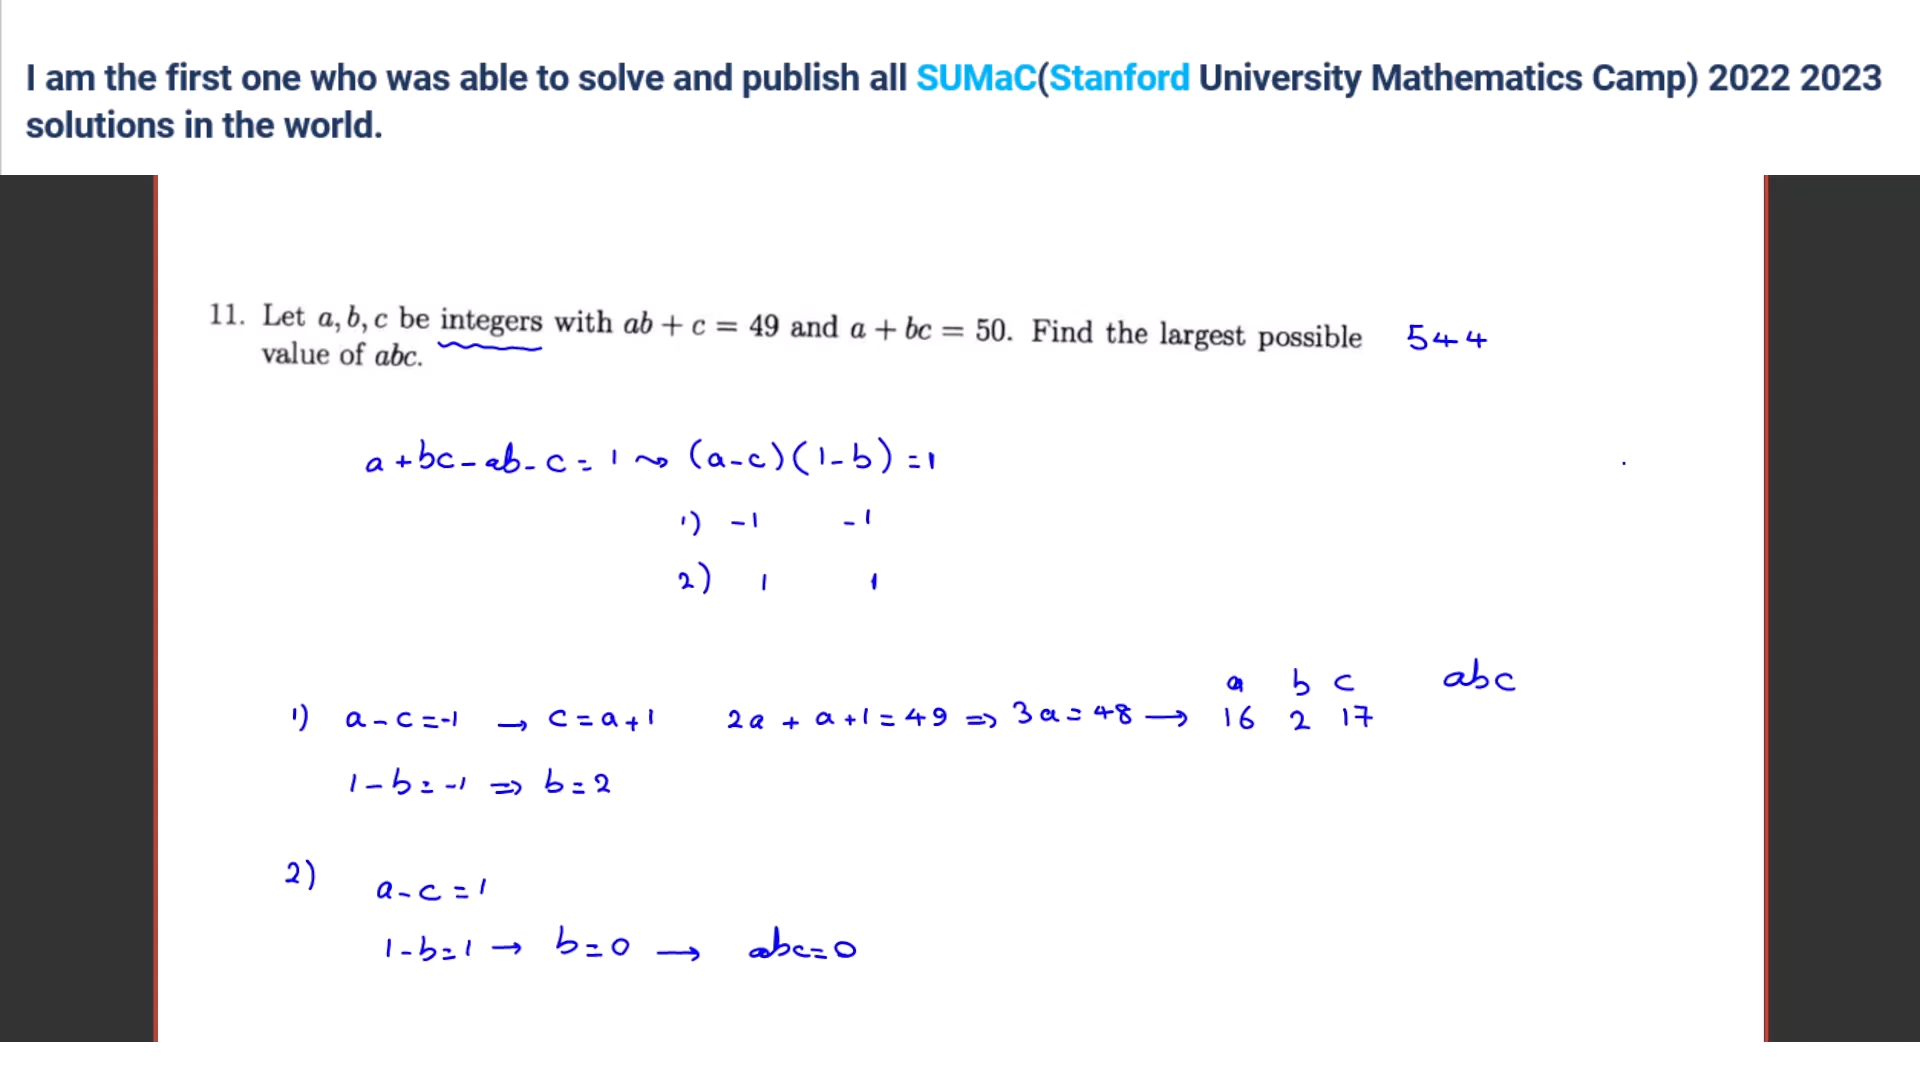 I am the first one who was able to solve and publish all SUMaC(Stanford University Mathematics Camp) 2022 2023
solutions in the world.
11. Let a, b, c be integers with ab + c = 49 and a + bc = 50. Find the largest possible 544
value of abc.
a + bc - ab - c = 1 ⤳ (a-c)(1-b) = 1
1) -1 -1
2) 1 1
a b c abc
1) a - c = -1 → c = a + 1 2a + a + 1 = 49 ⇒ 3a = 48 → 16 2 17
1 - b = -1 ⇒ b = 2
2) a - c = 1
1 - b = 1 → b = 0 → abc = 0